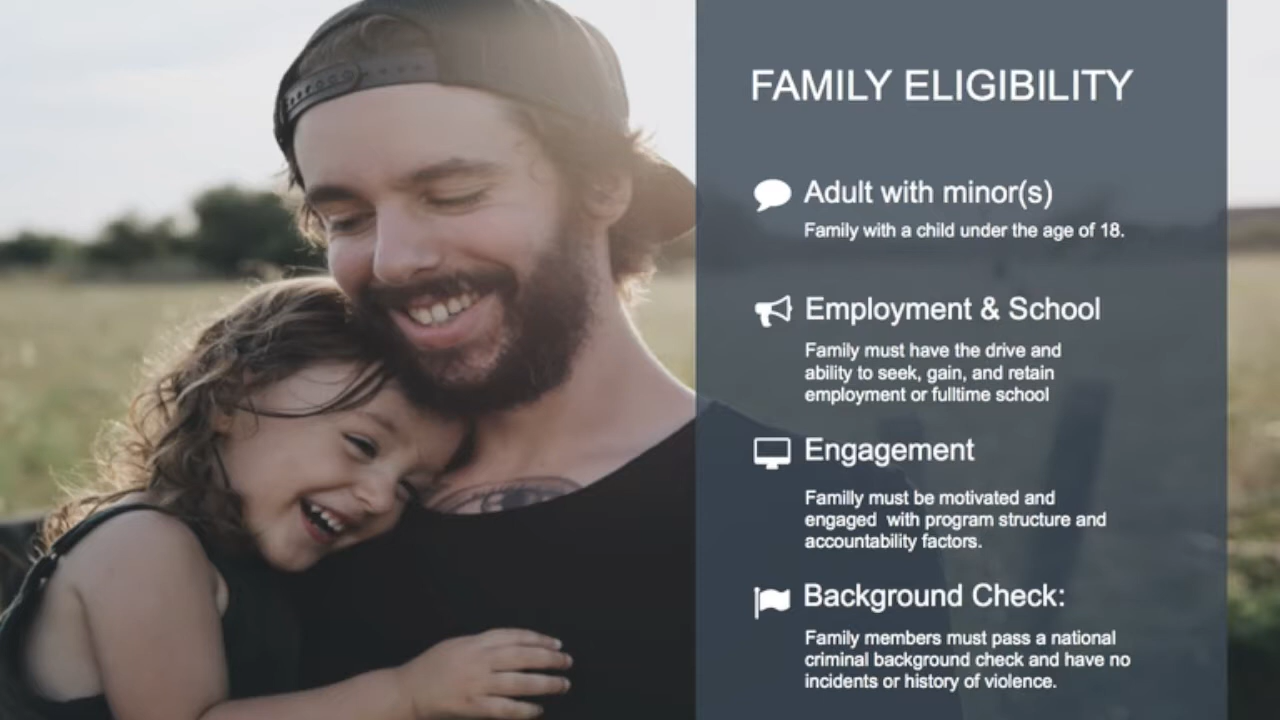 FAMILY ELIGIBILITY
Adult with minor(s)
Family with a child under the age of 18.
Employment & School
Family must have the drive and
ability to seek, gain, and retain
employment or fulltime school
Engagement
Familly must be motivated and
engaged  with program structure and
accountability factors.
Background Check:
Family members must pass a national
criminal background check and have no
incidents or history of violence.